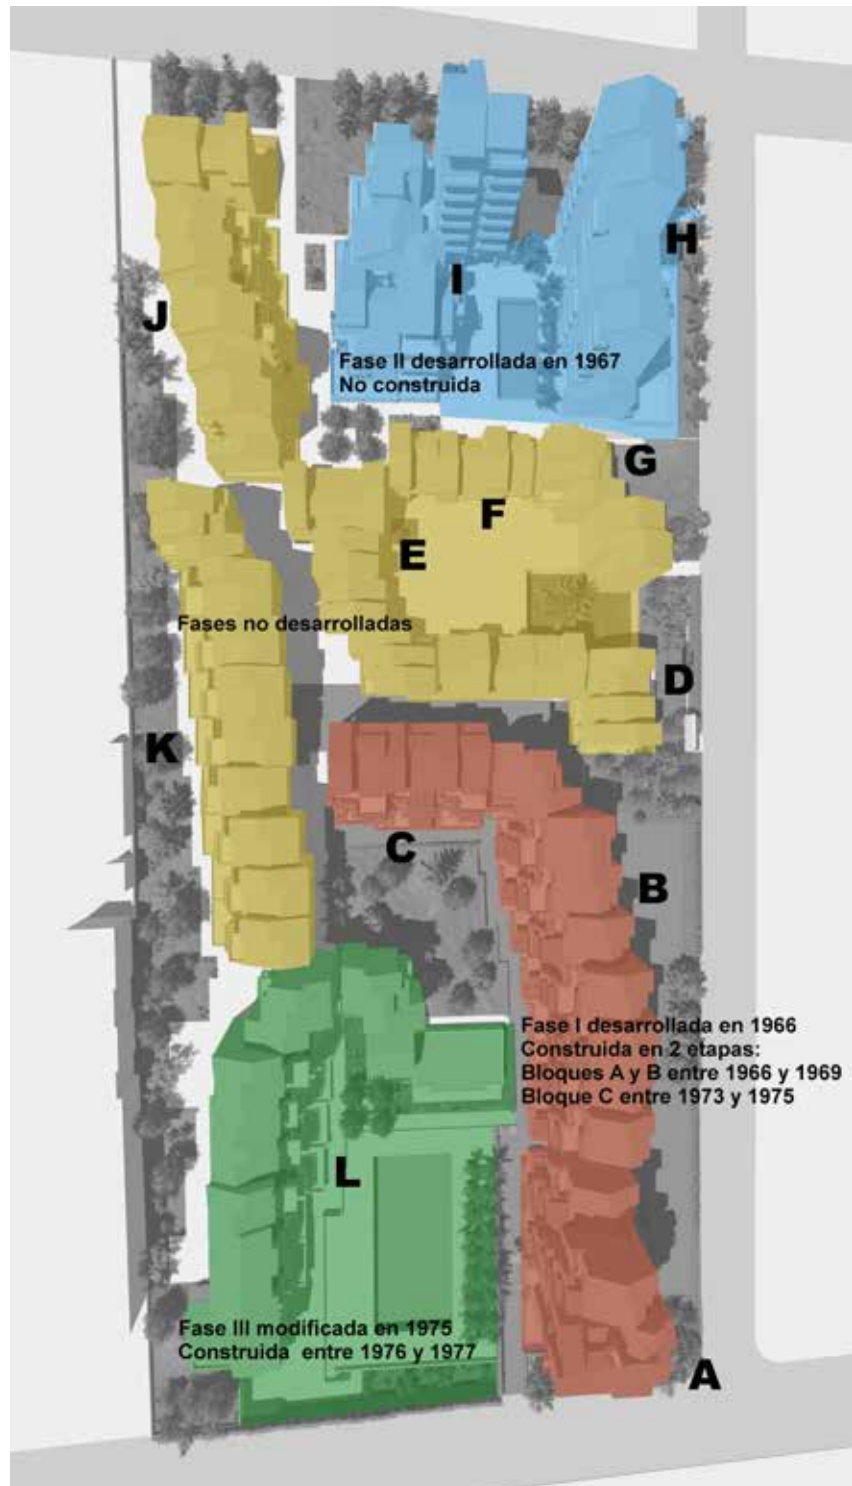 H
I
J
Fase II desarrollada en 1967
No construida
G
F
E
Fases no desarrolladas
D
K
C
B
Fase I desarrollada en 1966
Construida en 2 etapas:
Bloques A y B entre 1966 y 1969
Bloque C entre 1973 y 1975
L
Fase III modificada en 1975
Construida  entre 1976 y 1977
A